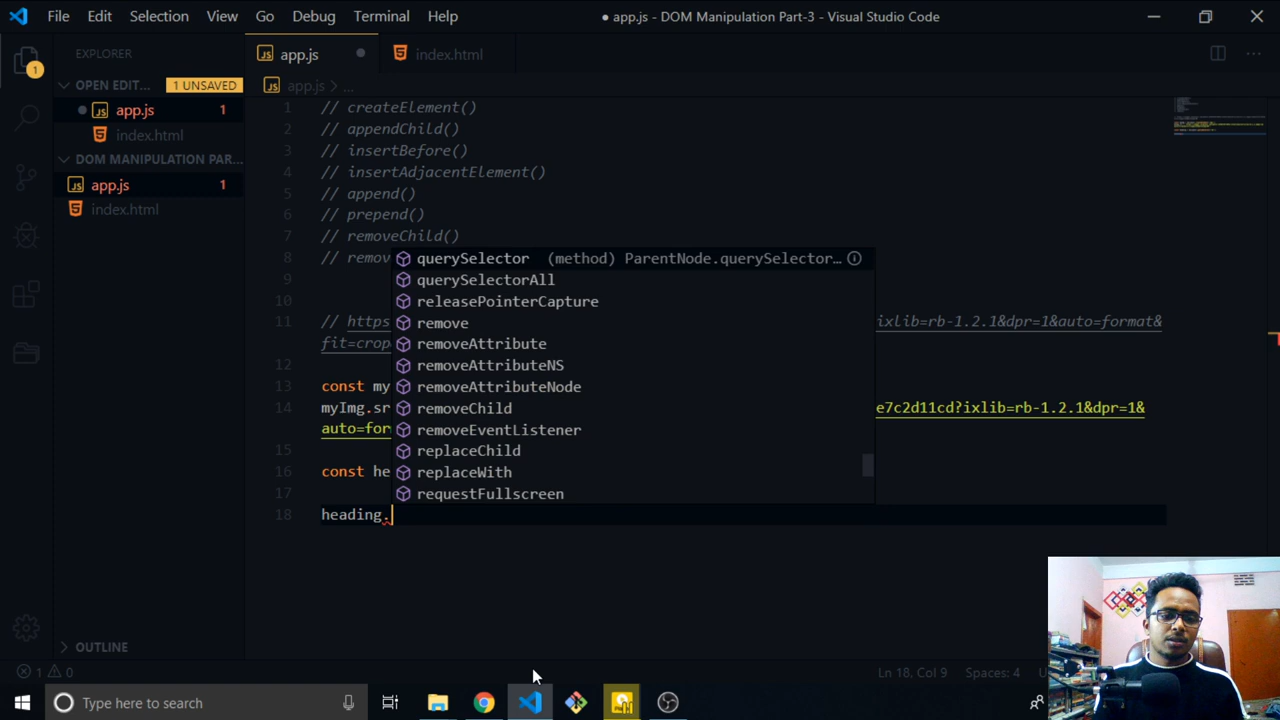 File Edit Selection View Go Debug Terminal Help
● app.js - DOM Manipulation Part-3 - Visual Studio Code
EXPLORER
app.js
index.html
OPEN EDIT... 1 UNSAVED
app.js > ...
1
app.js 1
index.html
DOM MANIPULATION PAR...
app.js 1
index.html
1 // createElement()
2 // appendChild()
3 // insertBefore()
4 // insertAdjacentElement()
5 // append()
6 // prepend()
7 // removeChild()
8 // remov
9
10
11 // https ixlib=rb-1.2.1&dpr=1&auto=format&
fit=crop
12
13 const my
14 myImg.sr e7c2d11cd?ixlib=rb-1.2.1&dpr=1&
auto=for
15
16 const he
17
18 heading.
querySelector (method) ParentNode.querySelector…
querySelectorAll
releasePointerCapture
remove
removeAttribute
removeAttributeNS
removeAttributeNode
removeChild
removeEventListener
replaceChild
replaceWith
requestFullscreen
OUTLINE
1 0
Ln 18, Col 9 Spaces: 4
Type here to search